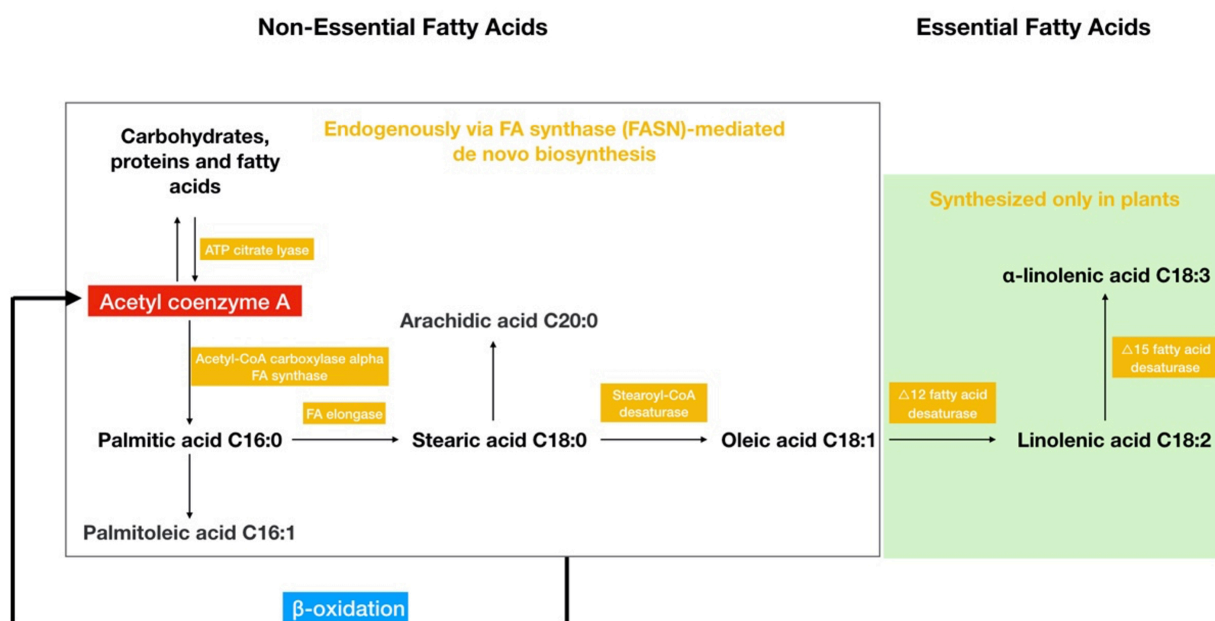 Non-Essential Fatty Acids
Essential Fatty Acids
Carbohydrates,
proteins and fatty
acids
Endogenously via FA synthase (FASN)-mediated
de novo biosynthesis
Synthesized only in plants
ATP citrate lyase
α-linolenic acid C18:3
Acetyl coenzyme A
Arachidic acid C20:0
Acetyl-CoA carboxylase alpha
FA synthase
△15 fatty acid
desaturase
FA elongase
Stearoyl-CoA
desaturase
△12 fatty acid
desaturase
Palmitic acid C16:0
Stearic acid C18:0
Oleic acid C18:1
Linolenic acid C18:2
Palmitoleic acid C16:1
β-oxidation